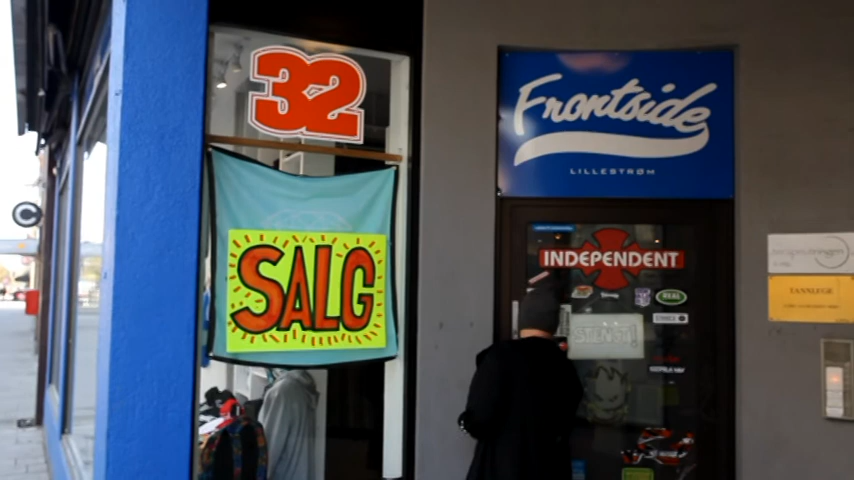 32
SALG
Frontside
LILLESTRØM
INDEPENDENT
REAL
STENGT!
TANNLEGE